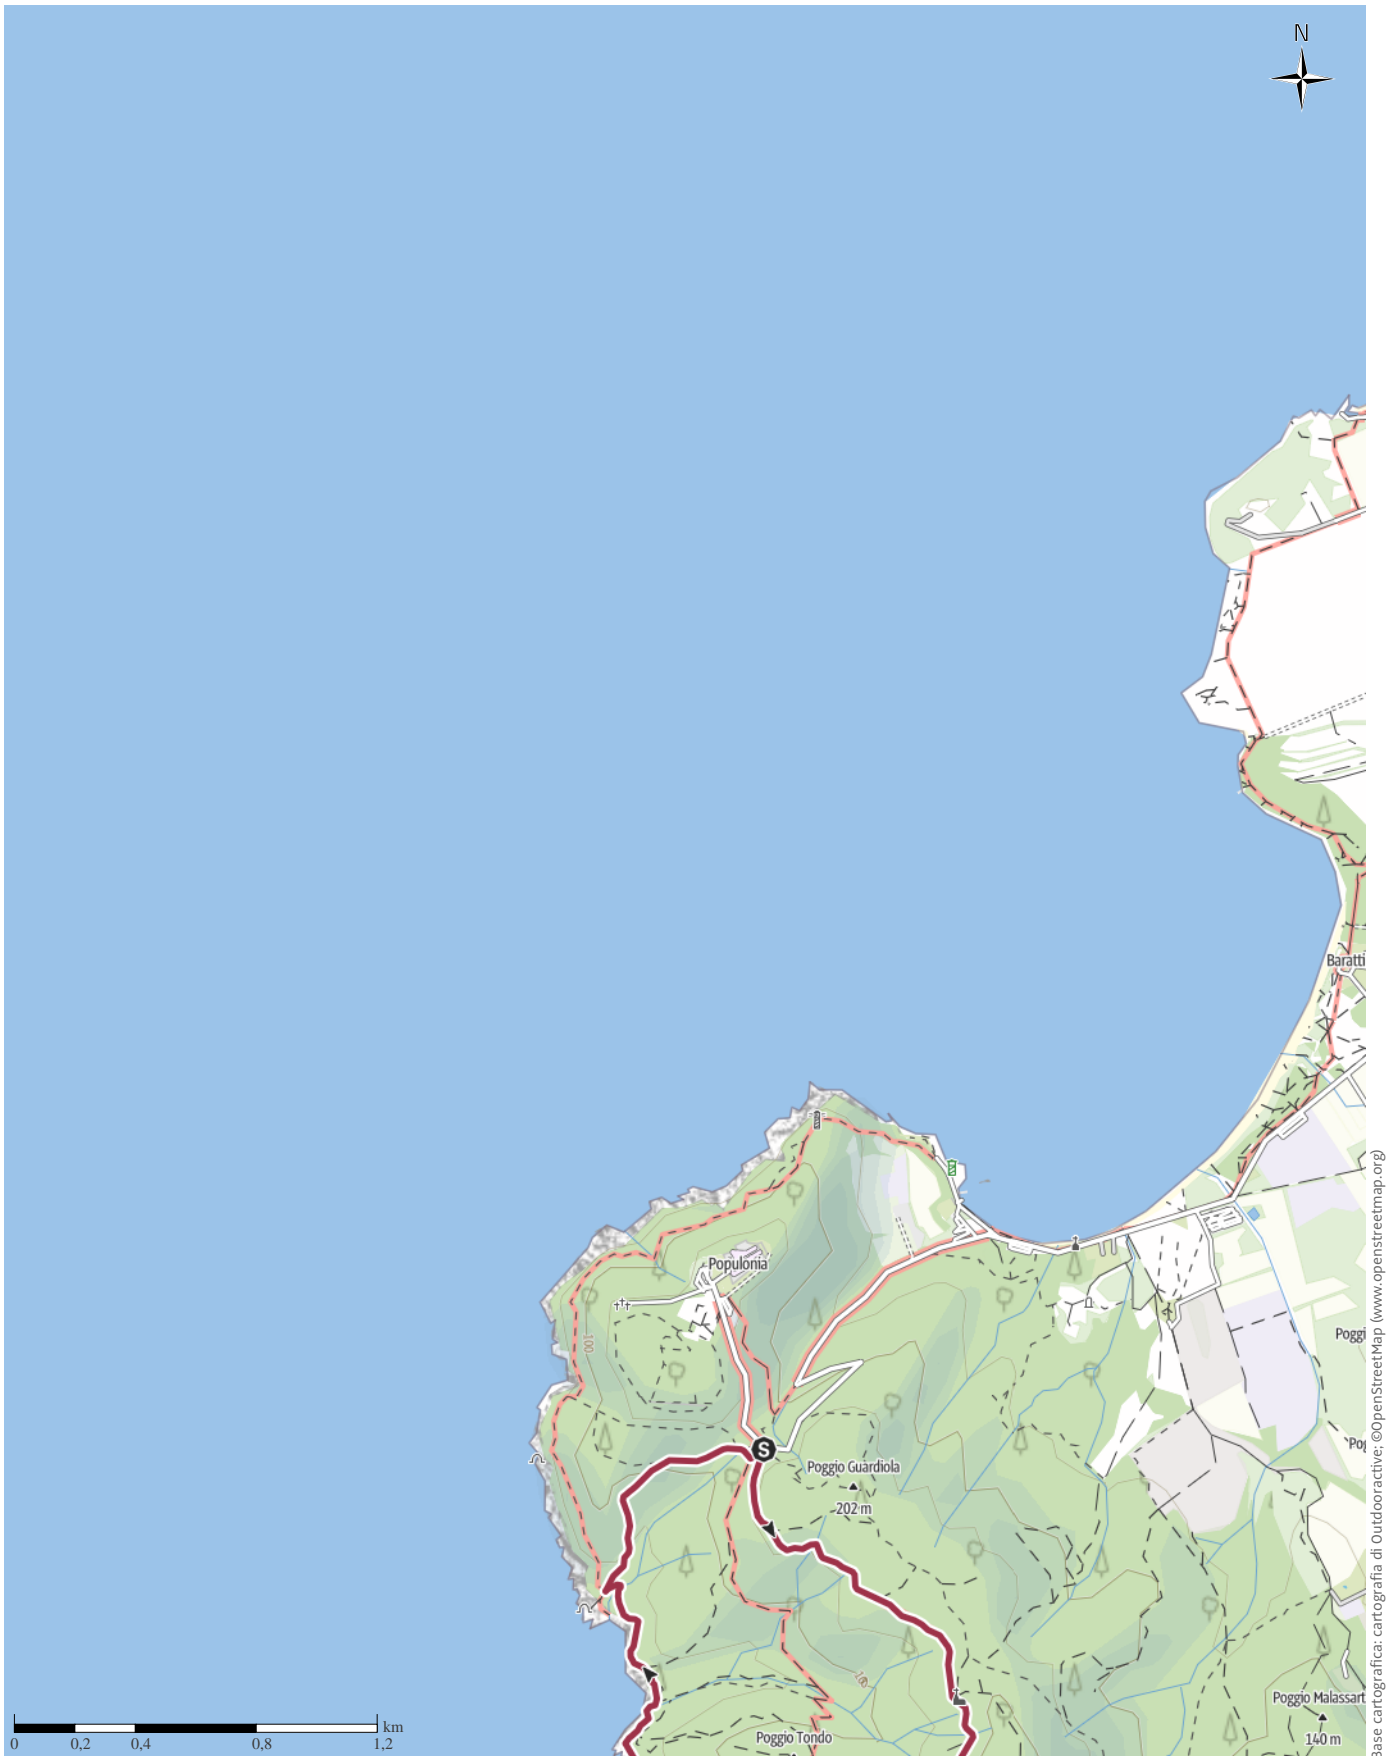 N
Baratti
Populonia
100
Poggi
S
Poggio Guardiola
202 m
Pog
100
Poggio Malassart
140 m
Poggio Tondo
km
0
0,2
0,4
0,8
1,2
base cartografica: cartografia di Outdooractive; ©OpenStreetMap (www.openstreetmap.org)